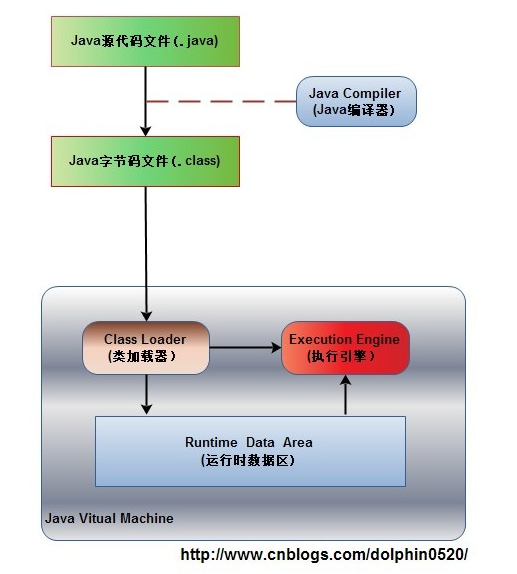 Java源代码文件(.java)
Java Compiler
(Java编译器)
Java字节码文件(.class)
Class Loader
(类加载器)
Execution Engine
(执行引擎)
Runtime Data Area
(运行时数据区)
Java Vitual Machine
http://www.cnblogs.com/dolphin0520/